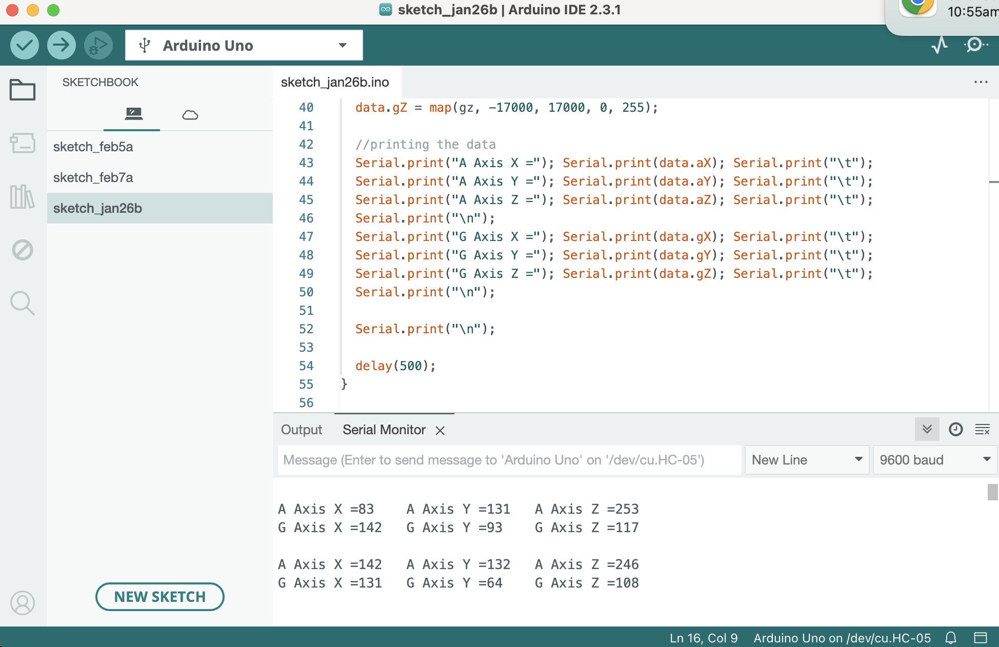 sketch_jan26b | Arduino IDE 2.3.1
10:55am
Arduino Uno
SKETCHBOOK
sketch_feb5a
sketch_feb7a
sketch_jan26b
NEW SKETCH
sketch_jan26b.ino
40 data.gZ = map(gz, -17000, 17000, 0, 255);
41
42 //printing the data
43 Serial.print("A Axis X ="); Serial.print(data.aX); Serial.print("\t");
44 Serial.print("A Axis Y ="); Serial.print(data.aY); Serial.print("\t");
45 Serial.print("A Axis Z ="); Serial.print(data.aZ); Serial.print("\t");
46 Serial.print("\n");
47 Serial.print("G Axis X ="); Serial.print(data.gX); Serial.print("\t");
48 Serial.print("G Axis Y ="); Serial.print(data.gY); Serial.print("\t");
49 Serial.print("G Axis Z ="); Serial.print(data.gZ); Serial.print("\t");
50 Serial.print("\n");
51
52 Serial.print("\n");
53
54 delay(500);
55 }
56
Output Serial Monitor
Message (Enter to send message to 'Arduino Uno' on '/dev/cu.HC-05') New Line 9600 baud
A Axis X =83 A Axis Y =131 A Axis Z =253
G Axis X =142 G Axis Y =93 G Axis Z =117
A Axis X =142 A Axis Y =132 A Axis Z =246
G Axis X =131 G Axis Y =64 G Axis Z =108
Ln 16, Col 9 Arduino Uno on /dev/cu.HC-05